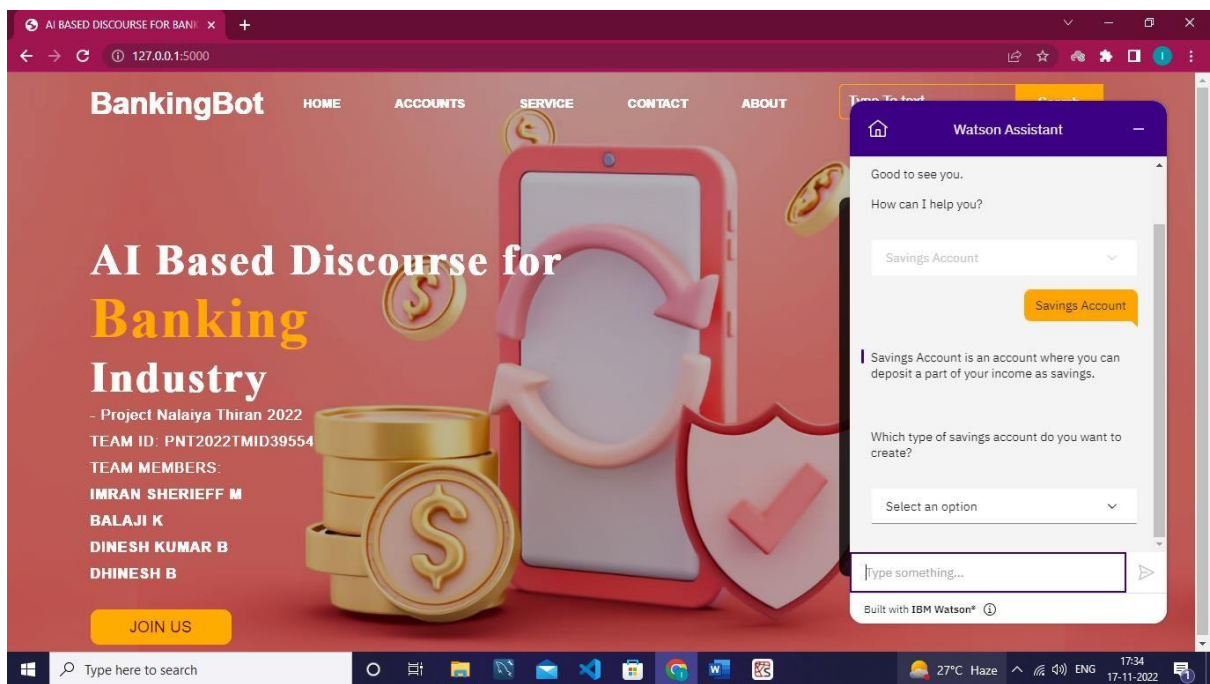 AI BASED DISCOURSE FOR BANK
127.0.0.1:5000
BankingBot
HOME
ACCOUNTS
SERVICE
CONTACT
ABOUT
Type To text
Search
AI Based Discourse for
Banking
Industry
- Project Nalaiya Thiran 2022
TEAM ID: PNT2022TMID39554
TEAM MEMBERS:
IMRAN SHERIEFF M
BALAJI K
DINESH KUMAR B
DHINESH B
JOIN US
Watson Assistant
Good to see you.
How can I help you?
Savings Account
Savings Account
Savings Account is an account where you can
deposit a part of your income as savings.
Which type of savings account do you want to
create?
Select an option
Type something...
Built with IBM Watson®
Type here to search
27°C Haze
ENG
17:34
17-11-2022